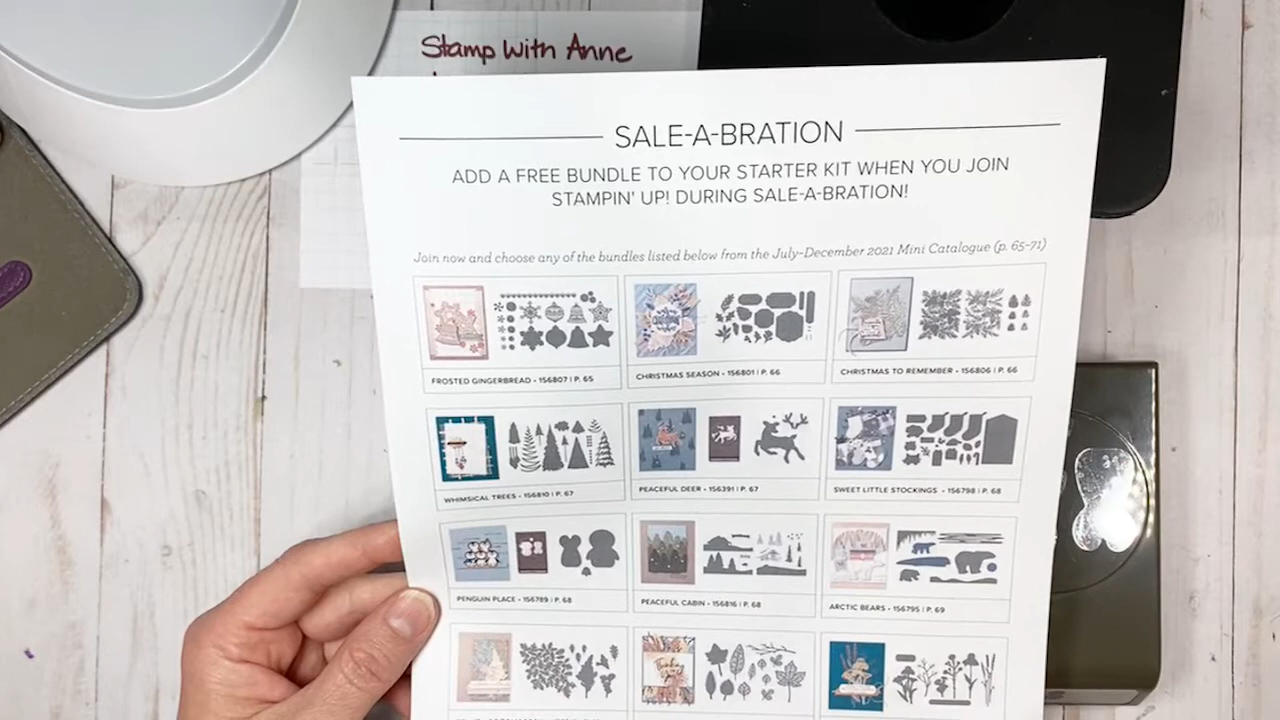 Stamp With Anne
SALE-A-BRATION
ADD A FREE BUNDLE TO YOUR STARTER KIT WHEN YOU JOIN
STAMPIN' UP! DURING SALE-A-BRATION!
Join now and choose any of the bundles listed below from the July-December 2021 Mini Catalogue (p. 65-71)
FROSTED GINGERBREAD • 156807 | P. 65
CHRISTMAS SEASON • 156801 | P. 66
CHRISTMAS TO REMEMBER • 156806 | P. 66
WHIMSICAL TREES • 156810 | P. 67
PEACEFUL DEER • 156391 | P. 67
SWEET LITTLE STOCKINGS • 156798 | P. 68
PENGUIN PLACE • 156789 | P. 68
PEACEFUL CABIN • 156816 | P. 68
ARCTIC BEARS • 156795 | P. 69